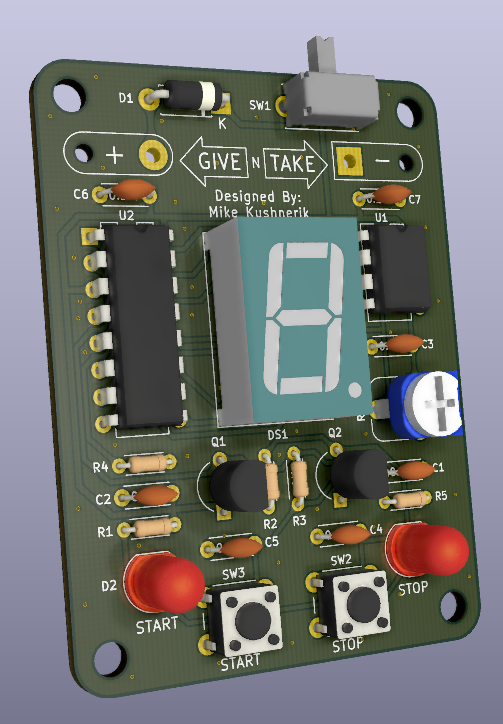 D1
SW1
K
+
GIVE N TAKE
-
C6
Designed By:
C7
Mike Kushnerik
U2
U1
C3
Q1
DS1
Q2
R4
C1
C2
R2
R3
R5
R1
C5
C4
SW3
SW2
D2
START
STOP
START
STOP